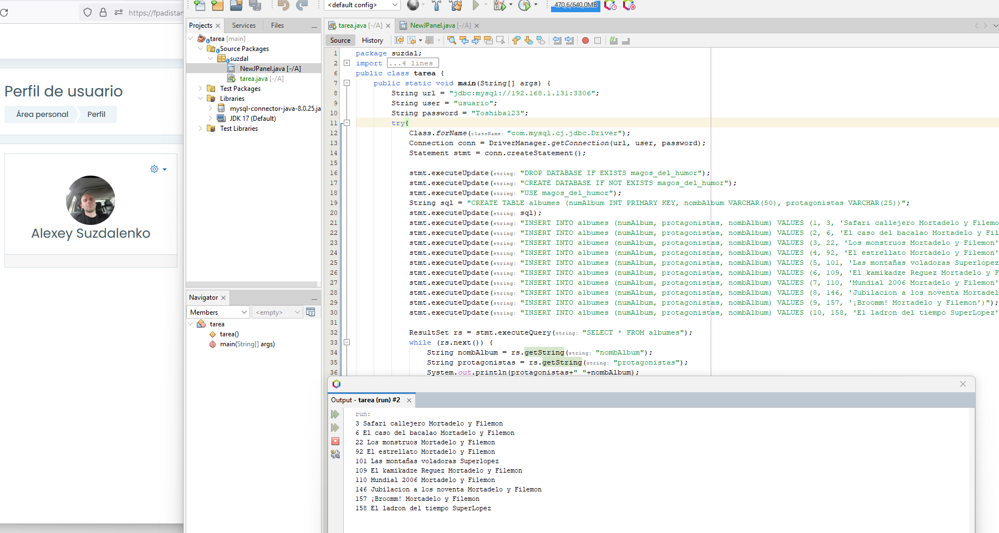 https://fpadistan
Perfil de usuario
Área personal
Perfil
Alexey Suzdalenko
<default config>
470,6/640,0MB
Projects
Services
Files
tarea [main]
Source Packages
suzdal
NewJPanel.java [-/A]
tarea.java [-/A]
Test Packages
Libraries
mysql-connector-java-8.0.25.ja
JDK 17 (Default)
Test Libraries
Navigator
Members
<empty>
tarea
tarea()
main(String[] args)
tarea.java [-/A]
NewJPanel.java [-/A]
Source
History
1 package suzdal;
2 import ...4 lines
6 public class tarea {
7 public static void main(String[] args) {
8 String url = "jdbc:mysql://192.168.1.131:3306";
9 String user = "usuario";
10 String password = "Toshiba123";
11 try{
12 Class.forName(className: "com.mysql.cj.jdbc.Driver");
13 Connection conn = DriverManager.getConnection(url, user, password);
14 Statement stmt = conn.createStatement();
15
16 stmt.executeUpdate(string: "DROP DATABASE IF EXISTS magos_del_humor");
17 stmt.executeUpdate(string: "CREATE DATABASE IF NOT EXISTS magos_del_humor");
18 stmt.executeUpdate(string: "USE magos_del_humor");
19 String sql = "CREATE TABLE albumes (numAlbum INT PRIMARY KEY, nombAlbum VARCHAR(50), protagonistas VARCHAR(25))";
20 stmt.executeUpdate(string: sql);
21 stmt.executeUpdate(string: "INSERT INTO albumes (numAlbum, protagonistas, nombAlbum) VALUES (1, 3, 'Safari callejero Mortadelo y Filemo
22 stmt.executeUpdate(string: "INSERT INTO albumes (numAlbum, protagonistas, nombAlbum) VALUES (2, 6, 'El caso del bacalao Mortadelo y Fil
23 stmt.executeUpdate(string: "INSERT INTO albumes (numAlbum, protagonistas, nombAlbum) VALUES (3, 22, 'Los monstruos Mortadelo y Filemon'
24 stmt.executeUpdate(string: "INSERT INTO albumes (numAlbum, protagonistas, nombAlbum) VALUES (4, 92, 'El estrellato Mortadelo y Filemon'
25 stmt.executeUpdate(string: "INSERT INTO albumes (numAlbum, protagonistas, nombAlbum) VALUES (5, 101, 'Las montañas voladoras Superlopez
26 stmt.executeUpdate(string: "INSERT INTO albumes (numAlbum, protagonistas, nombAlbum) VALUES (6, 109, 'El kamikadze Reguez Mortadelo y F
27 stmt.executeUpdate(string: "INSERT INTO albumes (numAlbum, protagonistas, nombAlbum) VALUES (7, 110, 'Mundial 2006 Mortadelo y Filemon'
28 stmt.executeUpdate(string: "INSERT INTO albumes (numAlbum, protagonistas, nombAlbum) VALUES (8, 146, 'Jubilacion a los noventa Mortadel
29 stmt.executeUpdate(string: "INSERT INTO albumes (numAlbum, protagonistas, nombAlbum) VALUES (9, 157, '¡Broomm! Mortadelo y Filemon')");
30 stmt.executeUpdate(string: "INSERT INTO albumes (numAlbum, protagonistas, nombAlbum) VALUES (10, 158, 'El ladron del tiempo SuperLopez'
31
32 ResultSet rs = stmt.executeQuery(string: "SELECT * FROM albumes");
33 while (rs.next()) {
34 String nombAlbum = rs.getString(string: "nombAlbum");
35 String protagonistas = rs.getString(string: "protagonistas");
36 System.out.println(protagonistas+" "+nombAlbum);
Output - tarea (run) #2
run:
3 Safari callejero Mortadelo y Filemon
6 El caso del bacalao Mortadelo y Filemon
22 Los monstruos Mortadelo y Filemon
92 El estrellato Mortadelo y Filemon
101 Las montañas voladoras Superlopez
109 El kamikadze Reguez Mortadelo y Filemon
110 Mundial 2006 Mortadelo y Filemon
146 Jubilacion a los noventa Mortadelo y Filemon
157 ¡Broomm! Mortadelo y Filemon
158 El ladron del tiempo SuperLopez